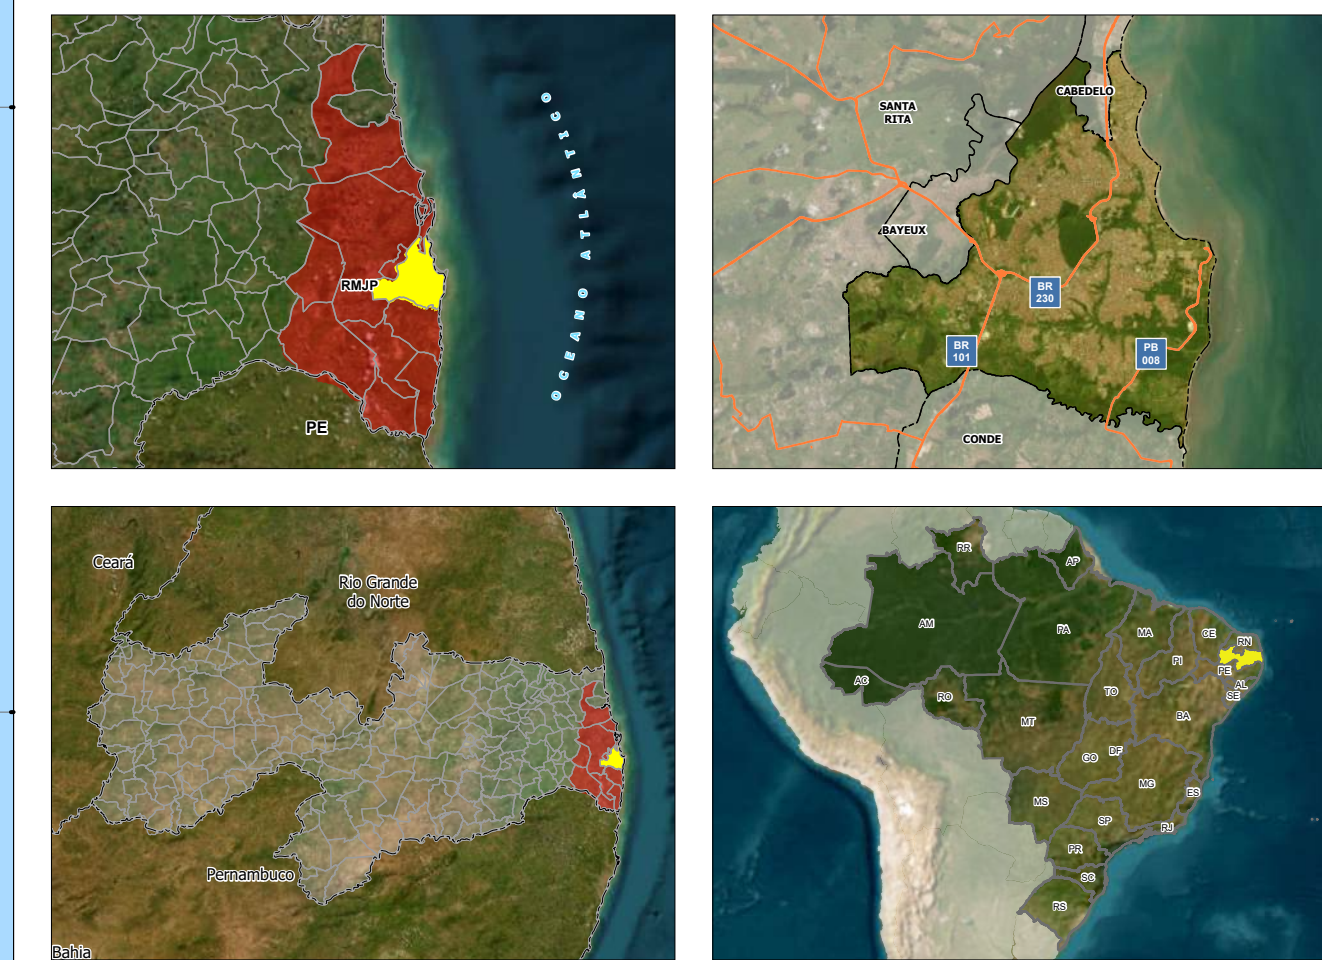 OCEANO ATLÂNTICO
RMJP
PE
CABEDELO
SANTA
RITA
BAYEUX
BR
230
BR
101
PB
008
CONDE
Ceará
Rio Grande
do Norte
Pernambuco
Bahia
RR
AP
AM
PA
MA
CE
RN
PI
PE
AC
RO
TO
AL
SE
MT
BA
GO
DF
MG
ES
MS
SP
RJ
PR
SC
RS